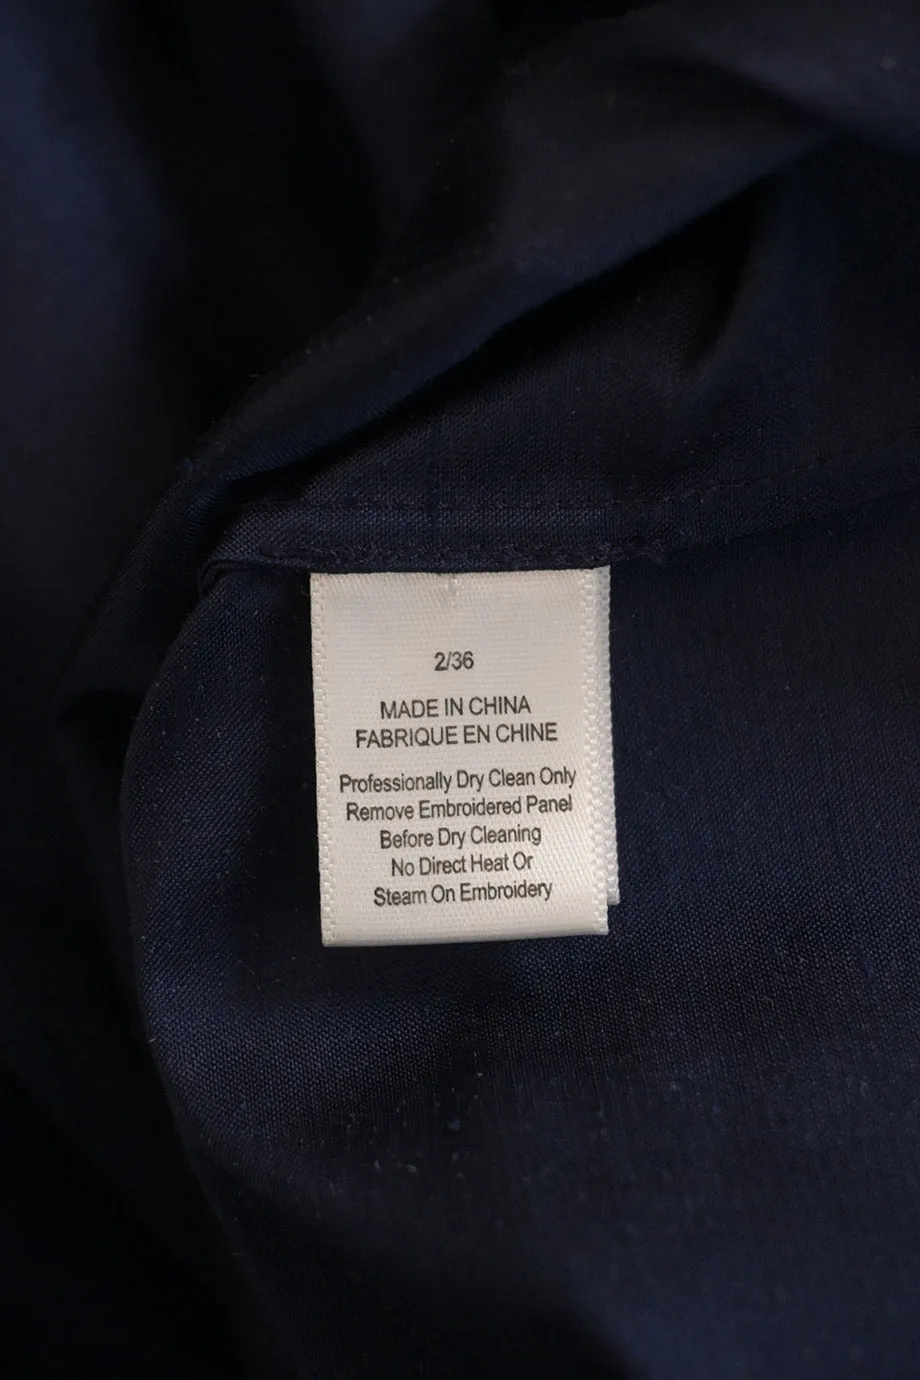 2/36
MADE IN CHINA
FABRIQUE EN CHINE
Professionally Dry Clean Only
Remove Embroidered Panel
Before Dry Cleaning
No Direct Heat Or
Steam On Embroidery